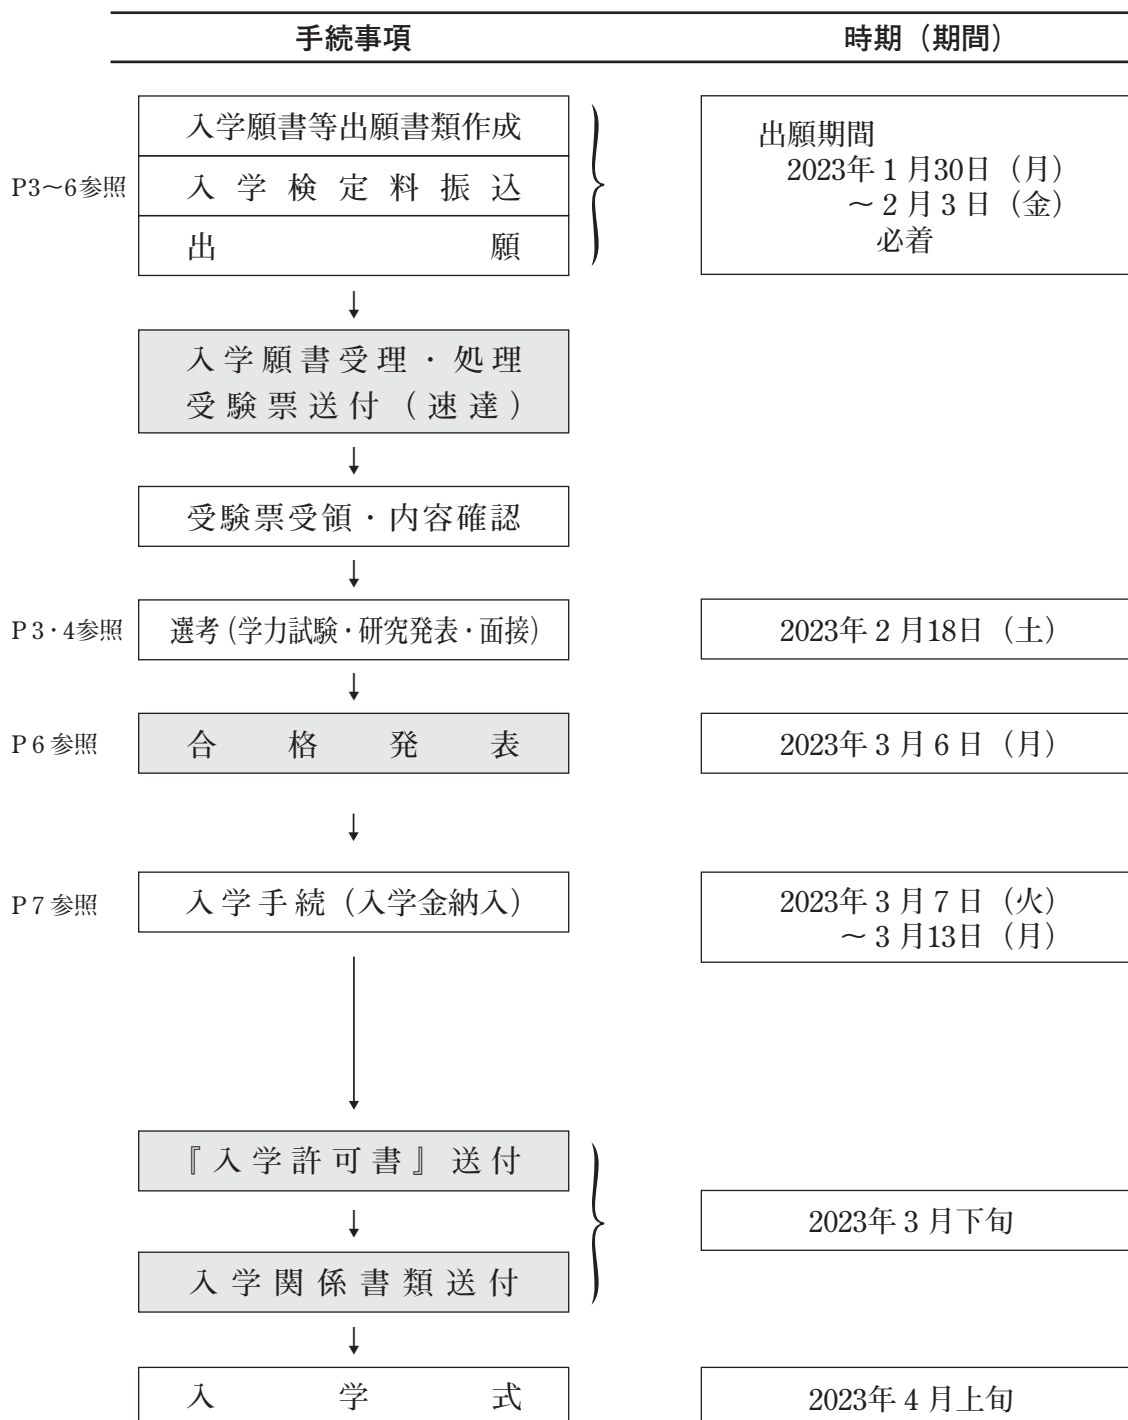 手続事項 時期（期間）
入学願書等出願書類作成
P3～6参照 入学検定料振込
出願
出願期間
2023年1月30日（月）
～2月3日（金）
必着
入学願書受理・処理
受験票送付（速達）
受験票受領・内容確認
P3・4参照 選考（学力試験・研究発表・面接） 2023年2月18日（土）
P6参照 合格発表 2023年3月6日（月）
P7参照 入学手続（入学金納入） 2023年3月7日（火）
～3月13日（月）
『入学許可書』送付
2023年3月下旬
入学関係書類送付
入学式 2023年4月上旬